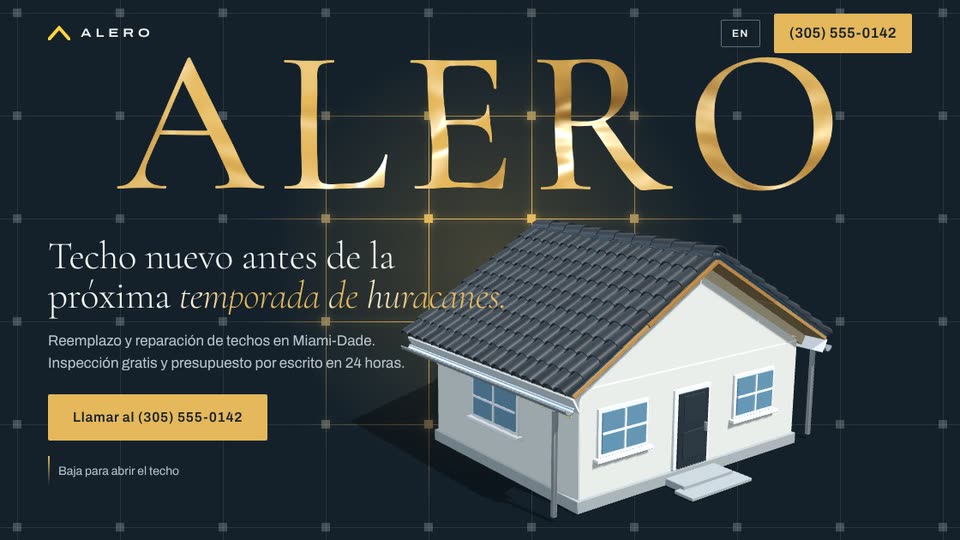 ALERO
EN
(305) 555-0142
ALERO
Techo nuevo antes de la
próxima temporada de huracanes.
Reemplazo y reparación de techos en Miami-Dade.
Inspección gratis y presupuesto por escrito en 24 horas.
Llamar al (305) 555-0142
Baja para abrir el techo